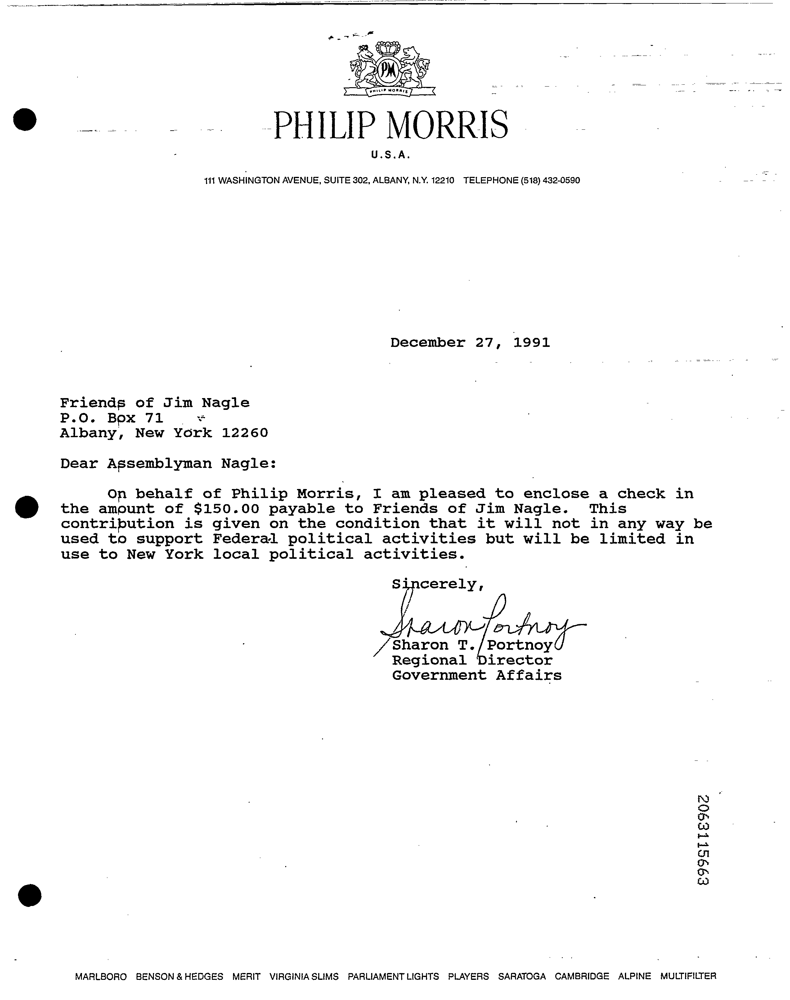 PM
PHILIP MORRIS
PHILIP MORRIS
U.S.A.
111 WASHINGTON AVENUE, SUITE 302, ALBANY, N.Y. 12210 TELEPHONE (518) 432-0590
December 27, 1991
Friends of Jim Nagle
P.O. Box 71
Albany, New York 12260
Dear Assemblyman Nagle:
On behalf of Philip Morris, I am pleased to enclose a check in
the amount of $150.00 payable to Friends of Jim Nagle. This
contribution is given on the condition that it will not in any way be
used to support Federal political activities but will be limited in
use to New York local political activities.
Sincerely,
Sharon Portnoy
Sharon T. Portnoy
Regional Director
Government Affairs
2063115663
MARLBORO BENSON & HEDGES MERIT VIRGINIA SLIMS PARLIAMENT LIGHTS PLAYERS SARATOGA CAMBRIDGE ALPINE MULTIFILTER